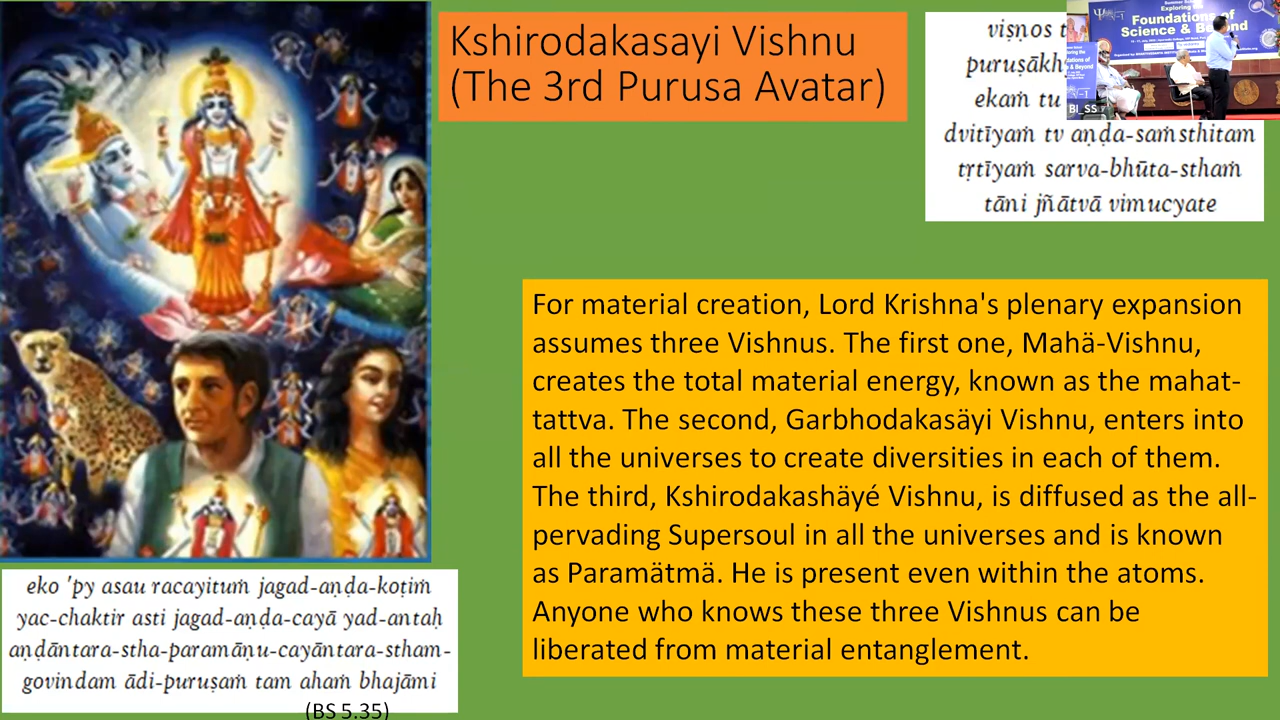 Kshirodakasayi Vishnu
(The 3rd Purusa Avatar)
viṣṇos
puruṣākh
ekaṁ tu
dvitīyaṁ tv aṇḍa-saṁsthitam
tṛtīyaṁ sarva-bhūta-sthaṁ
tāni jñātvā vimucyate
Foundations of
Science & Beyond
BI_SS
For material creation, Lord Krishna's plenary expansion
assumes three Vishnus. The first one, Mahä-Vishnu,
creates the total material energy, known as the mahat-
tattva. The second, Garbhodakasäyi Vishnu, enters into
all the universes to create diversities in each of them.
The third, Kshirodakashäyé Vishnu, is diffused as the all-
pervading Supersoul in all the universes and is known
as Paramätmä. He is present even within the atoms.
Anyone who knows these three Vishnus can be
liberated from material entanglement.
eko 'py asau racayituṁ jagad-aṇḍa-koṭiṁ
yac-chaktir asti jagad-aṇḍa-cayā yad-antaḥ
aṇḍāntara-stha-paramāṇu-cayāntara-stham-
govindam ādi-puruṣaṁ tam ahaṁ bhajāmi
(BS 5.35)